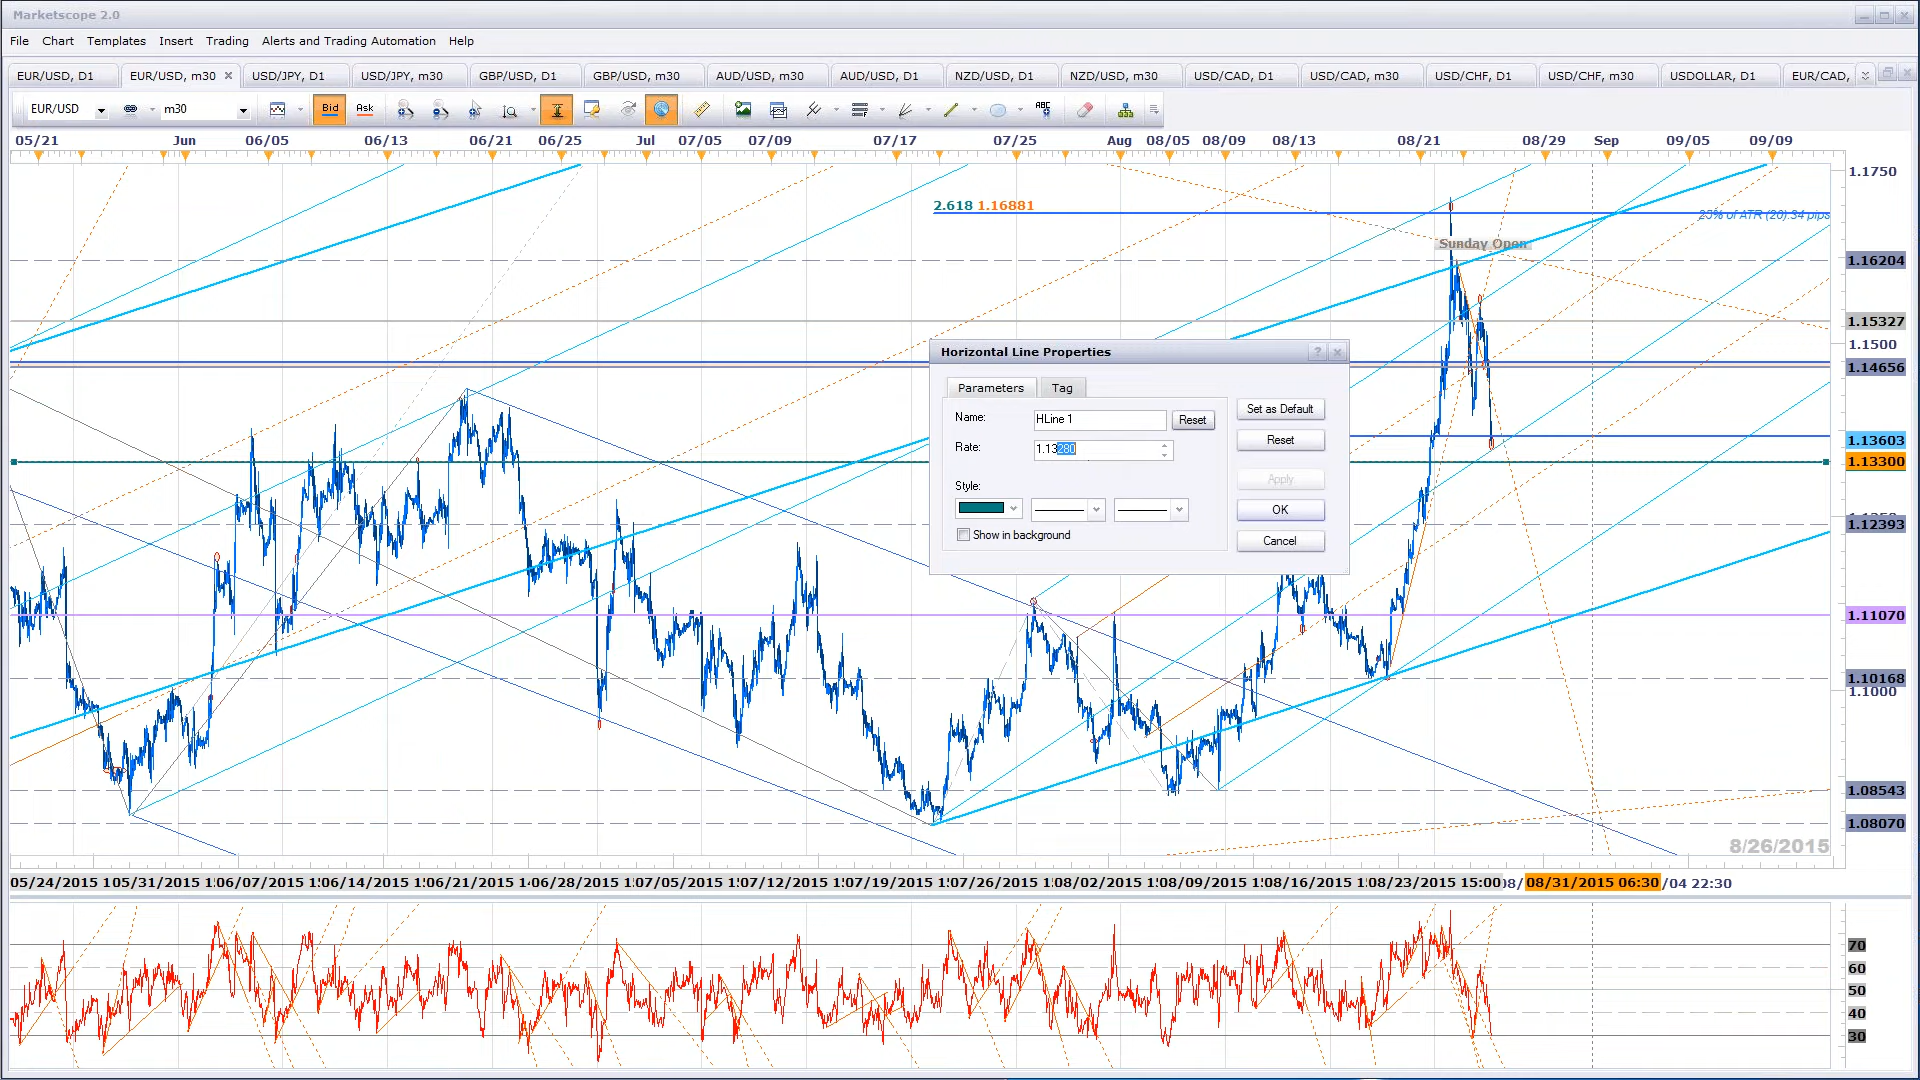 Marketscope 2.0
File Chart Templates Insert Trading Alerts and Trading Automation Help
EUR/USD, D1 EUR/USD, m30 USD/JPY, D1 USD/JPY, m30 GBP/USD, D1 GBP/USD, m30 AUD/USD, m30 AUD/USD, D1 NZD/USD, D1 NZD/USD, m30 USD/CAD, D1 USD/CAD, m30 USD/CHF, D1 USD/CHF, m30 USDOLLAR, D1 EUR/CAD,
EUR/USD m30 Bid Ask ABC
05/21 Jun 06/05 06/13 06/21 06/25 Jul 07/05 07/09 07/17 07/25 Aug 08/05 08/09 08/13 08/21 08/29 Sep 09/05 09/09
1.1750
2.618 1.16881
25% of ATR (20):34 pips
Sunday Open
1.16204
1.15327
1.1500
1.14656
1.13603
1.13300
1.12393
1.11070
1.10168
1.1000
1.08543
1.08070
Horizontal Line Properties
Parameters Tag
Name: HLine 1 Reset
Rate: 1.13280
Style:
Show in background
Set as Default
Reset
Apply
OK
Cancel
8/26/2015
05/24/2015 1 05/31/2015 1 06/07/2015 1 06/14/2015 1 06/21/2015 1 06/28/2015 1 07/05/2015 1 07/12/2015 1 07/19/2015 1 07/26/2015 1 08/02/2015 1 08/09/2015 1 08/16/2015 1 08/23/2015 15:00 08/31/2015 06:30 /04 22:30
70
60
50
40
30